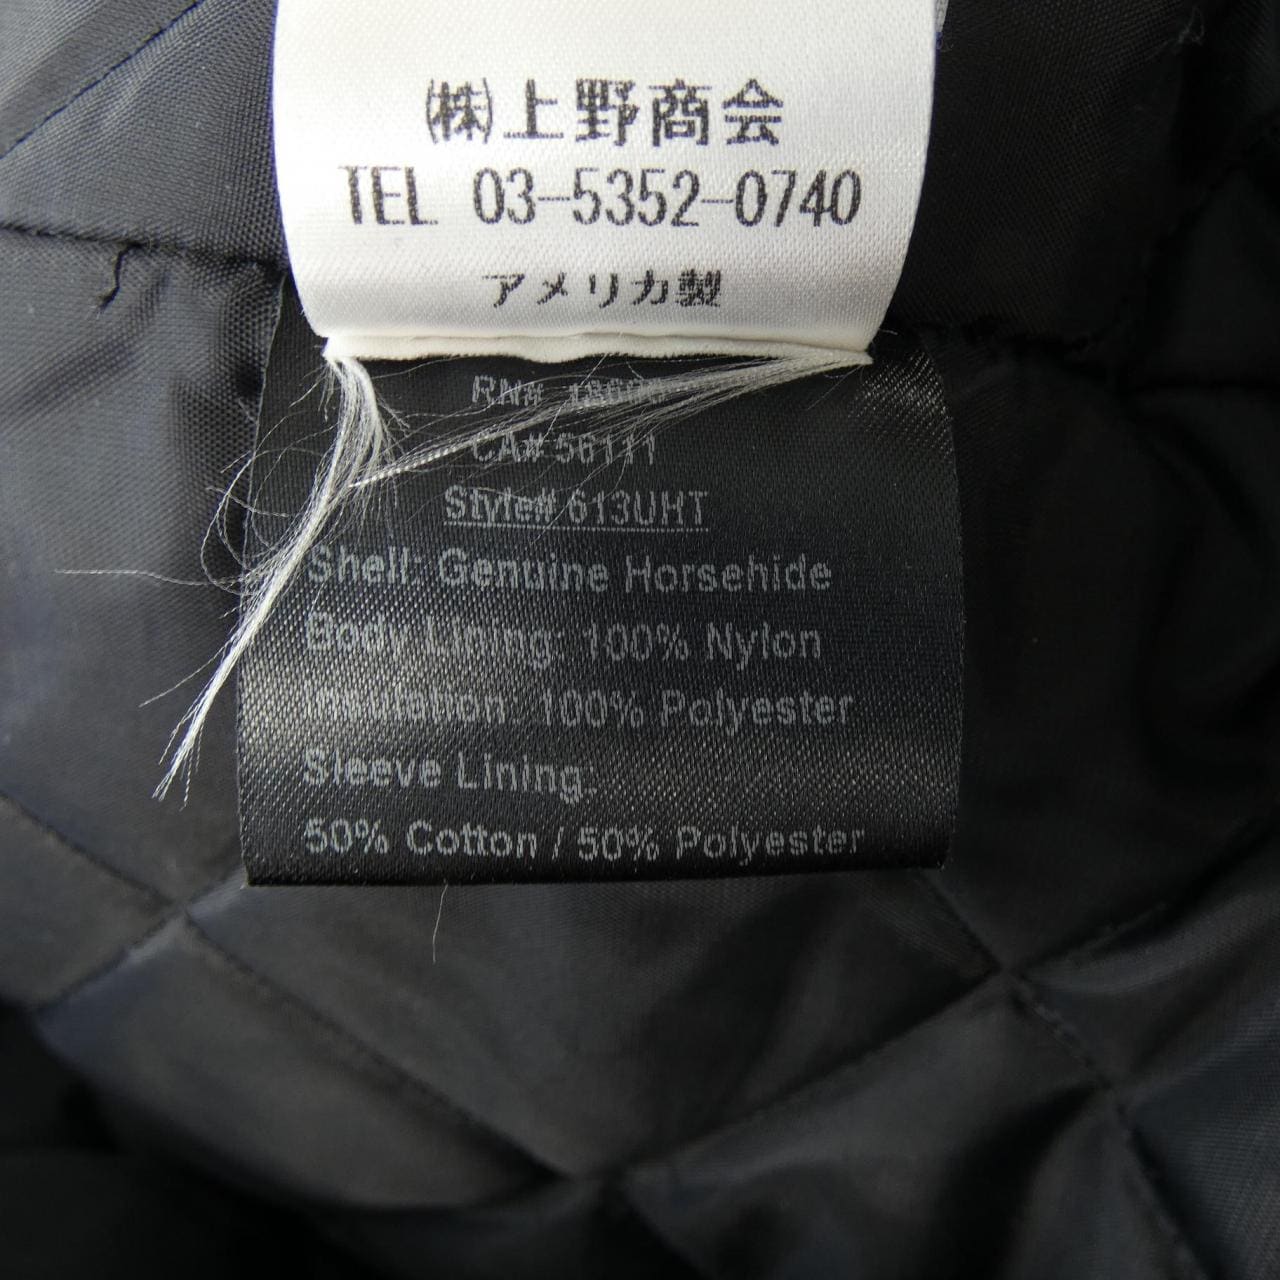 ㈱上野商会
TEL 03-5352-0740
アメリカ製
RN#
CA# 56111
Style# 613UHT
Shell: Genuine Horsehide
Body Lining: 100% Nylon
Insulation: 100% Polyester
Sleeve Lining:
50% Cotton / 50% Polyester